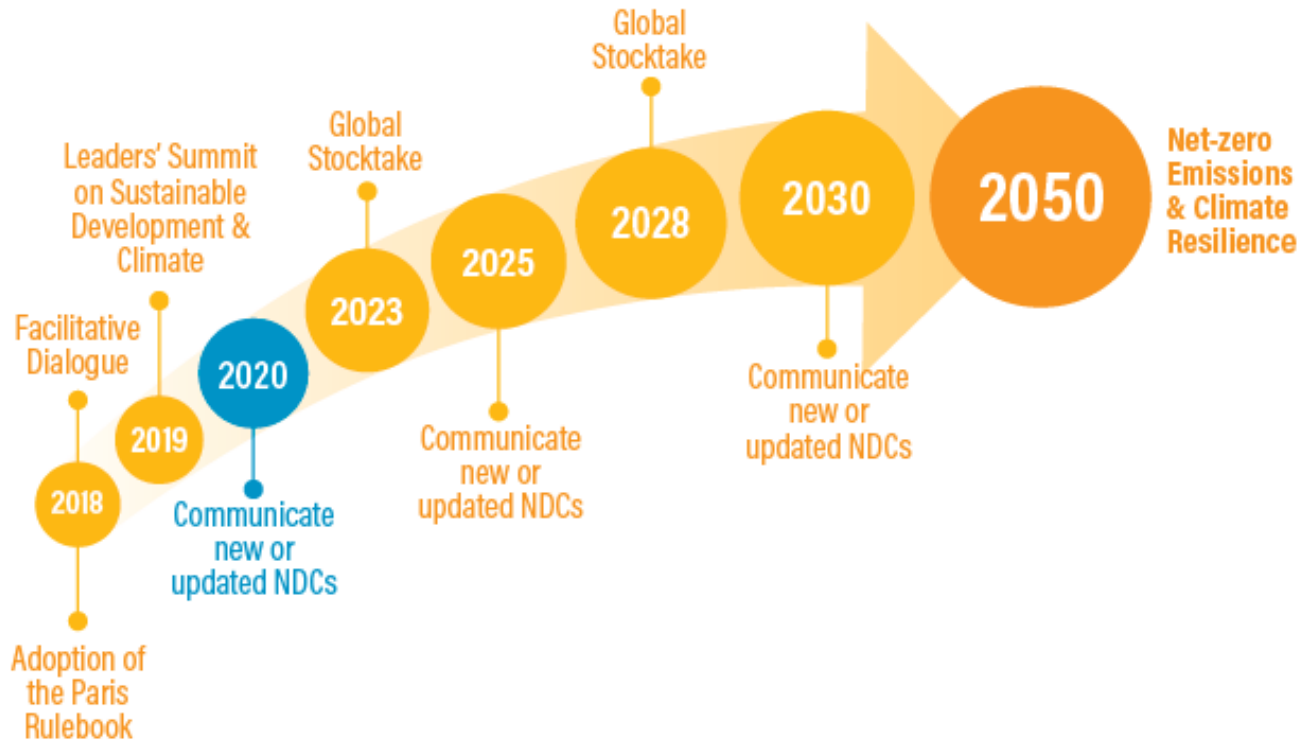 Facilitative
Dialogue
2018
Adoption of
the Paris
Rulebook
Leaders’ Summit
on Sustainable
Development &
Climate
2019
2020
Communicate
new or
updated NDCs
Global
Stocktake
2023
2025
Communicate
new or
updated NDCs
Global
Stocktake
2028
2030
Communicate
new or
updated NDCs
2050
Net-zero
Emissions
& Climate
Resilience